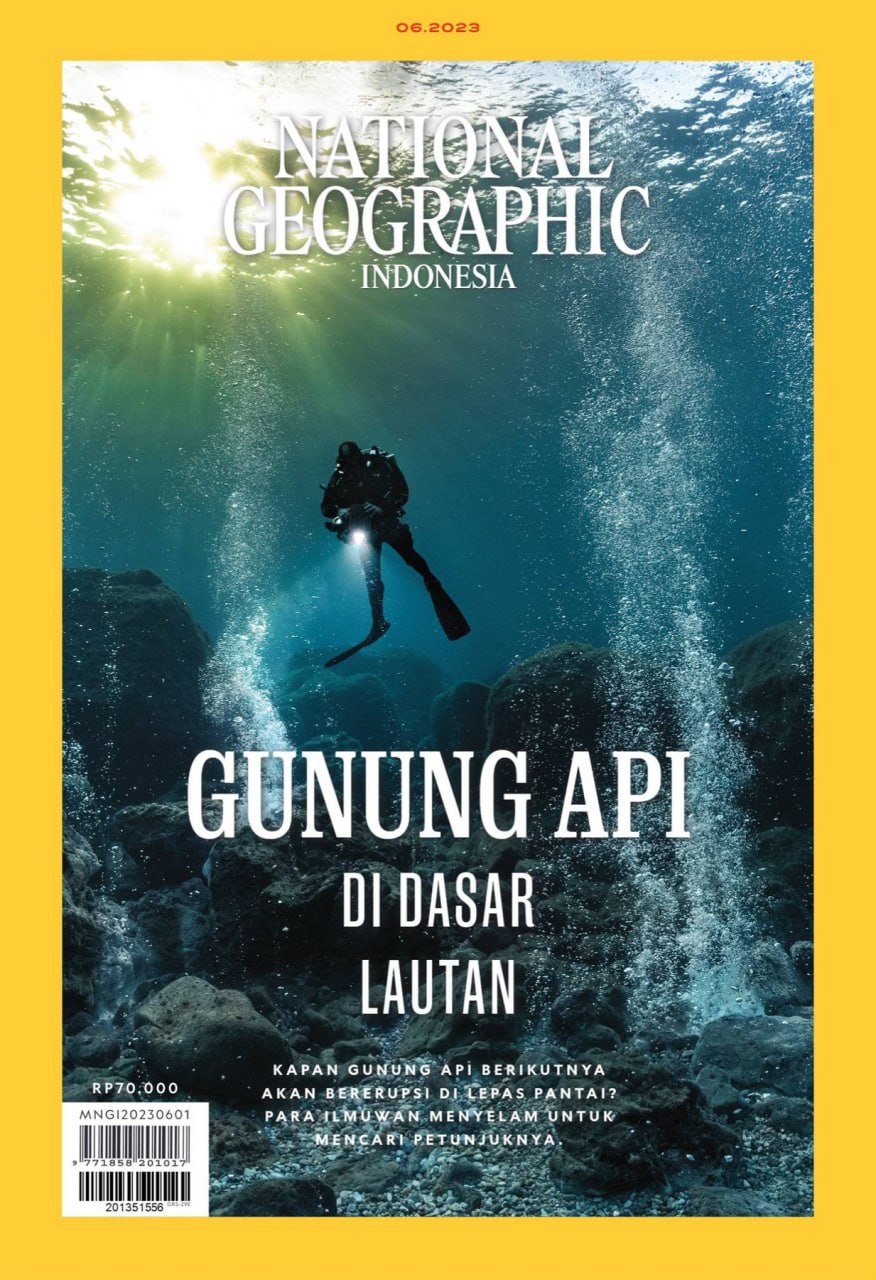 06.2023
NATIONAL
GEOGRAPHIC
INDONESIA
GUNUNG API
DI DASAR
LAUTAN
KAPAN GUNUNG API BERIKUTNYA
AKAN BERERUPSI DI LEPAS PANTAI?
PARA ILMUWAN MENYELAM UNTUK
MENCARI PETUNJUKNYA.
RP70.000
MNGI20230601
9 771858 201017
201351556